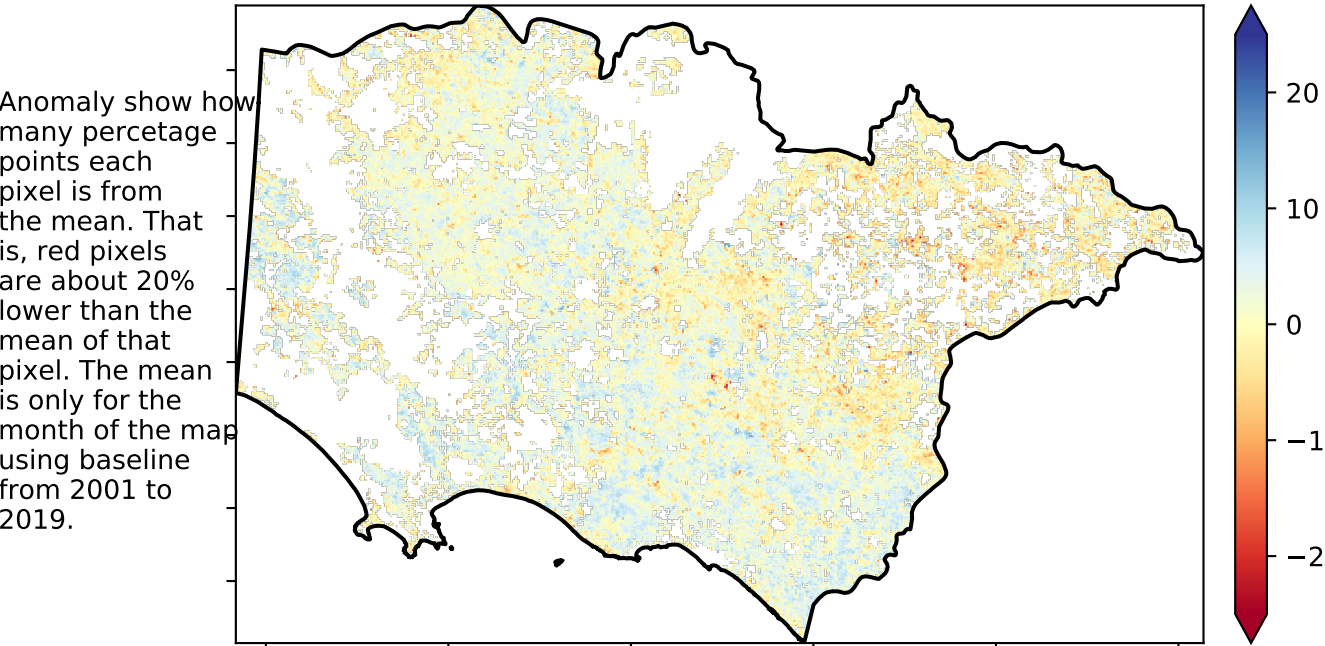 Anomaly show how
many percetage
points each
pixel is from
the mean. That
is, red pixels
are about 20%
lower than the
mean of that
pixel. The mean
is only for the
month of the map
using baseline
from 2001 to
2019.
20
10
0
−1
−2